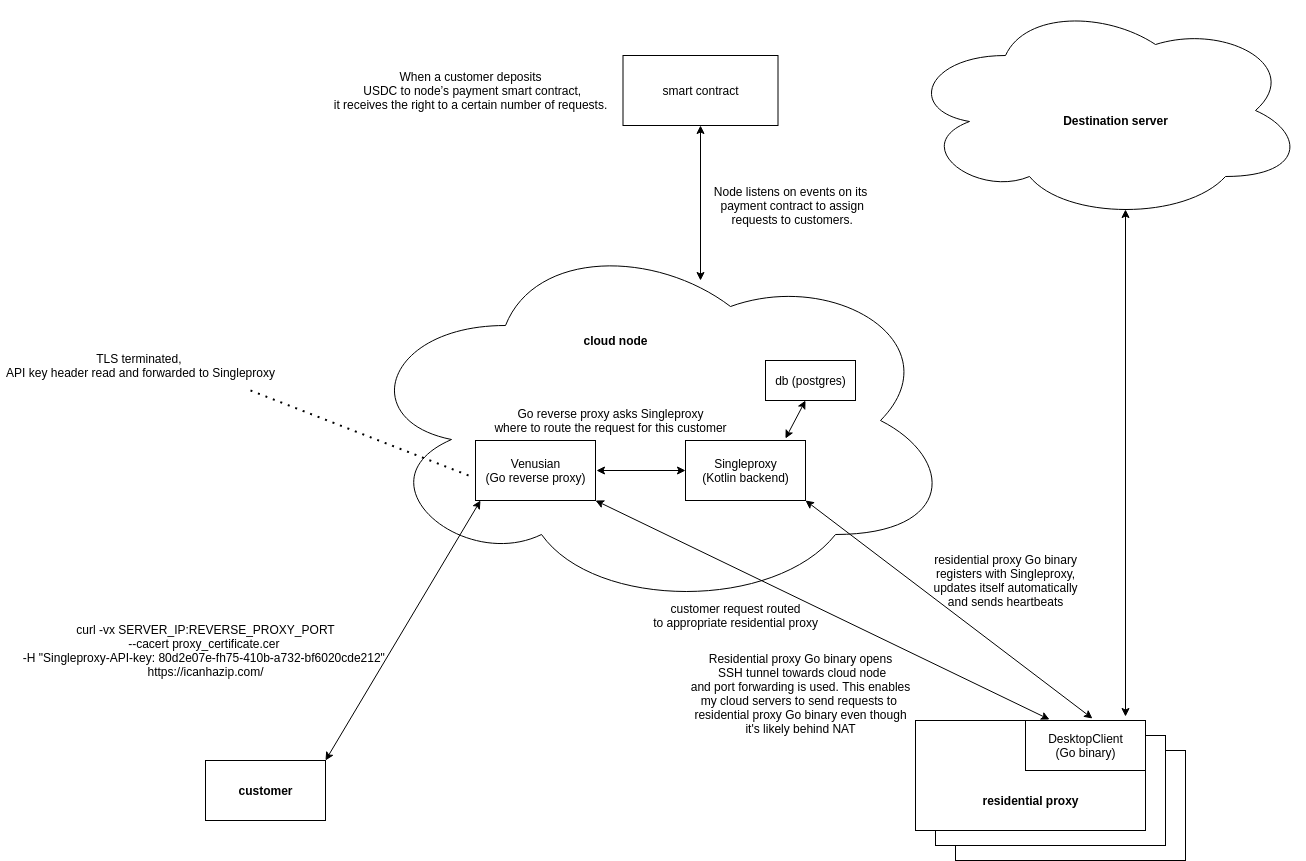 When a customer deposits
USDC to node's payment smart contract,
it receives the right to a certain number of requests.
smart contract
Destination server
Node listens on events on its
payment contract to assign
requests to customers.
cloud node
TLS terminated,
API key header read and forwarded to Singleproxy
db (postgres)
Go reverse proxy asks Singleproxy
where to route the request for this customer
Venusian
(Go reverse proxy)
Singleproxy
(Kotlin backend)
residential proxy Go binary
registers with Singleproxy,
updates itself automatically
and sends heartbeats
customer request routed
to appropriate residential proxy
curl -vx SERVER_IP:REVERSE_PROXY_PORT
--cacert proxy_certificate.cer
-H "Singleproxy-API-key: 80d2e07e-fh75-410b-a732-bf6020cde212"
https://icanhazip.com/
Residential proxy Go binary opens
SSH tunnel towards cloud node
and port forwarding is used. This enables
my cloud servers to send requests to
residential proxy Go binary even though
it's likely behind NAT
DesktopClient
(Go binary)
customer
residential proxy